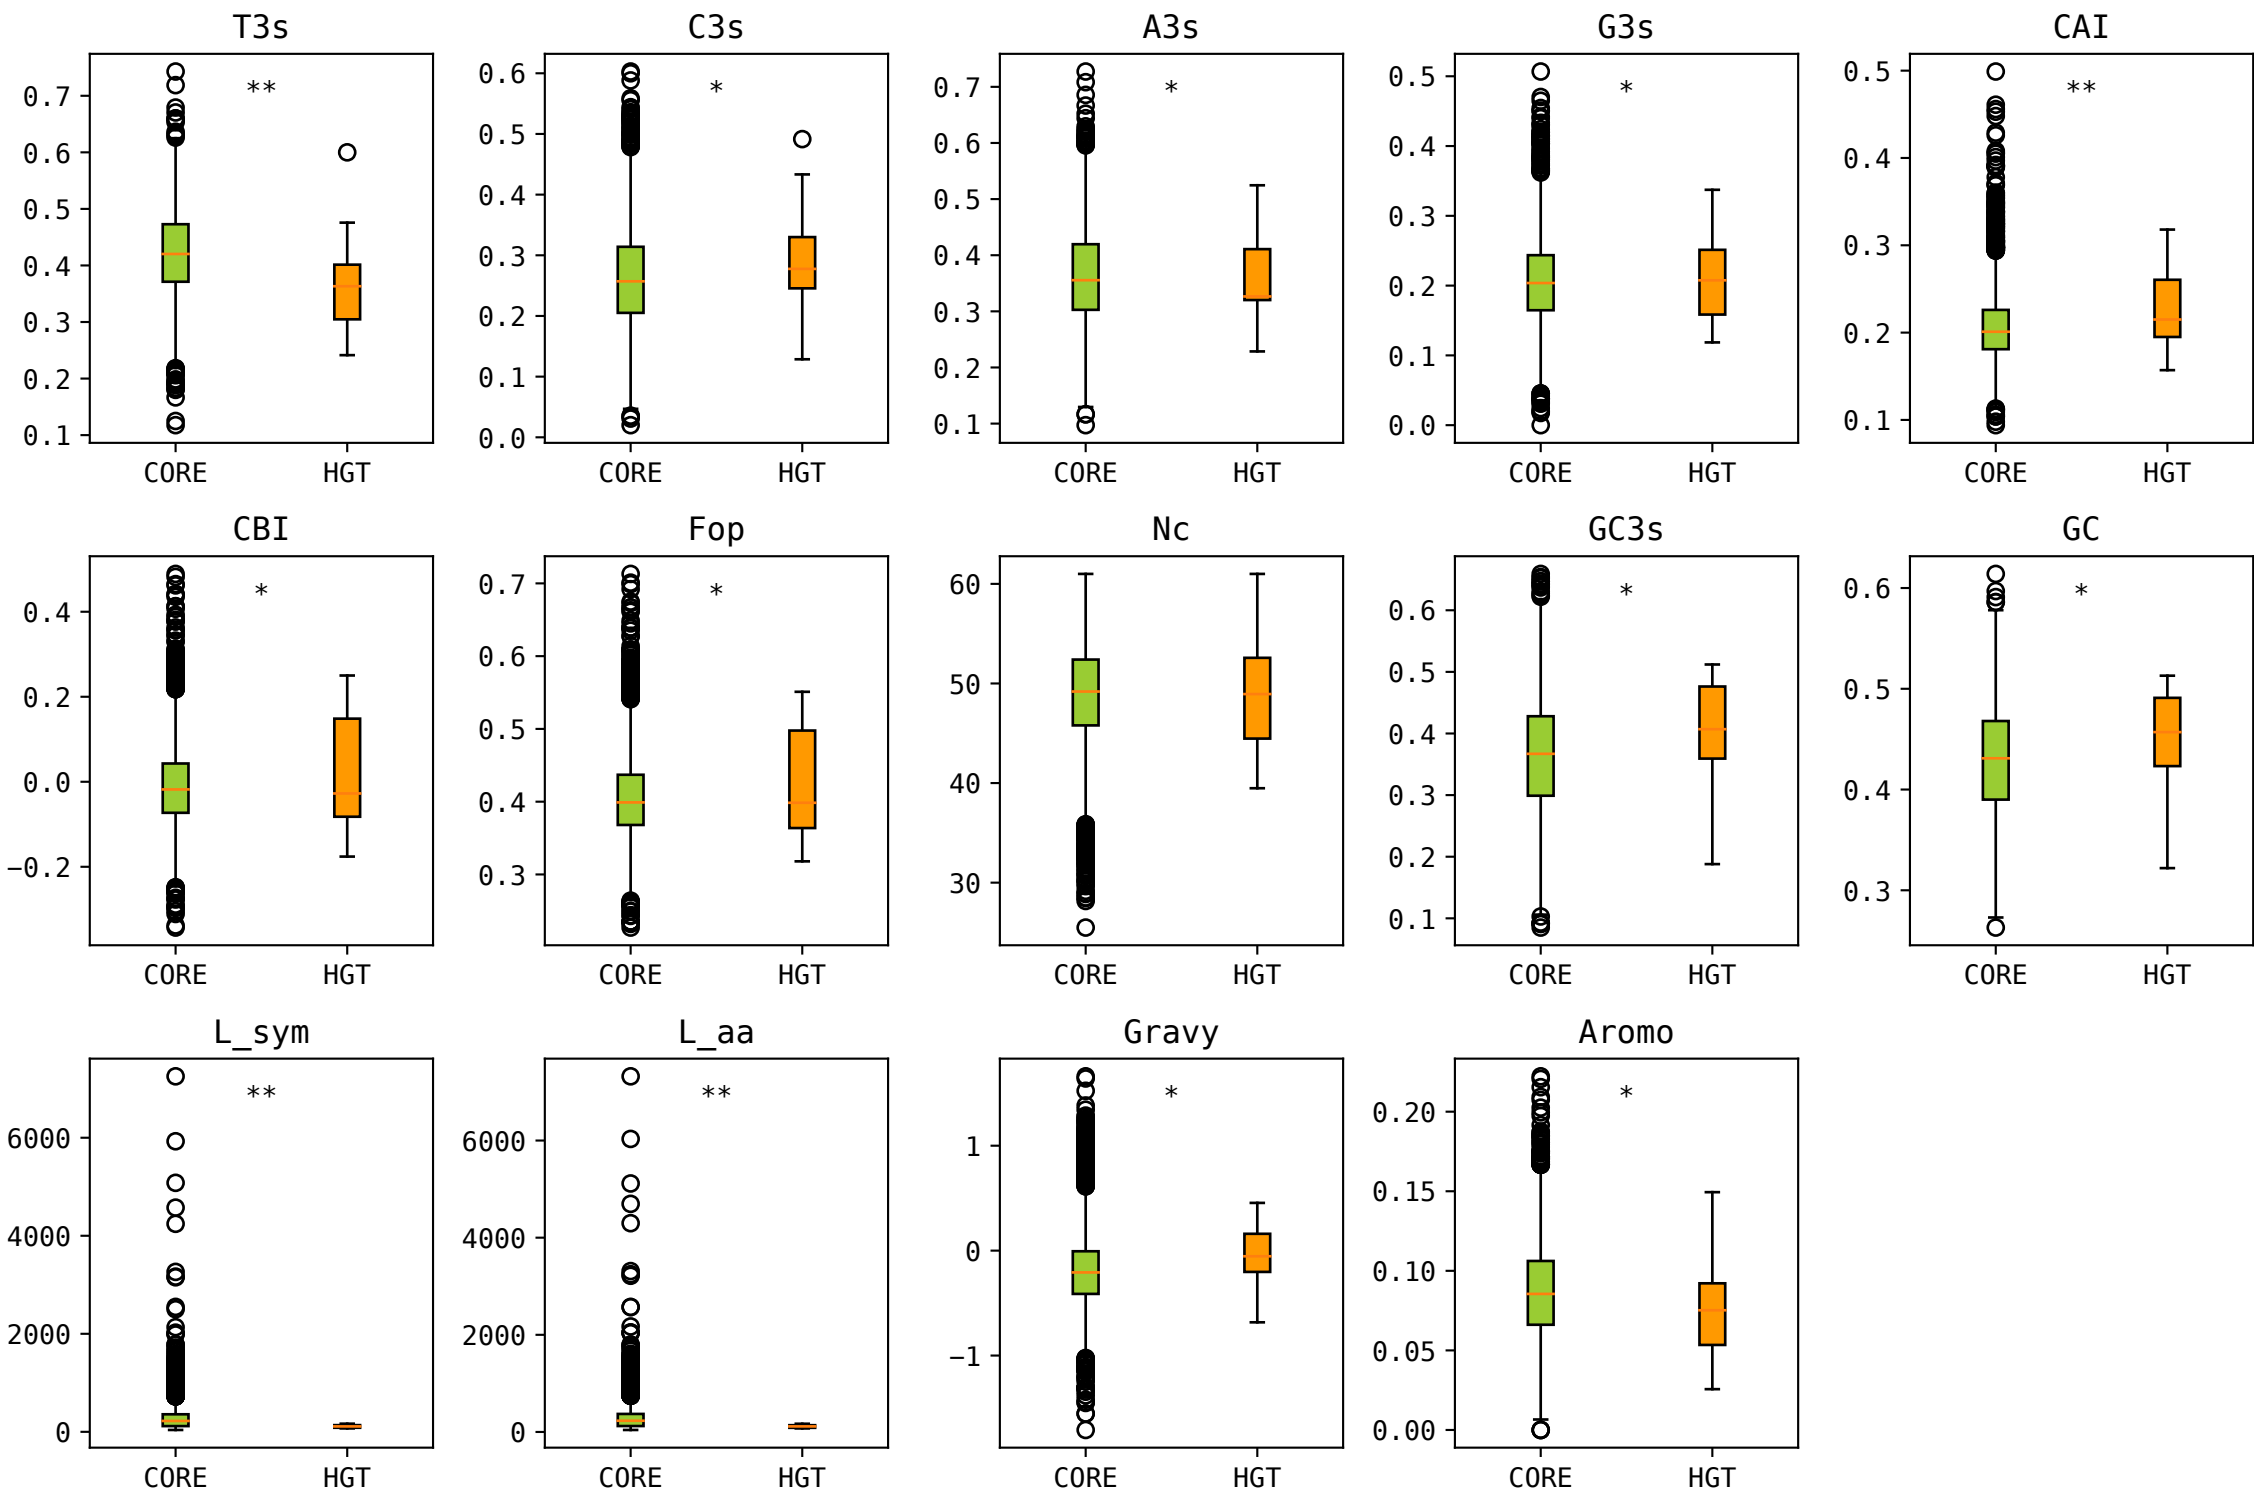 T3s C3s A3s G3s CAI
** * * * **
0.7 0.6 0.5 0.4 0.3 0.2 0.1
0.6 0.5 0.4 0.3 0.2 0.1 0.0
0.7 0.6 0.5 0.4 0.3 0.2 0.1
0.5 0.4 0.3 0.2 0.1 0.0
0.5 0.4 0.3 0.2 0.1
CORE HGT CORE HGT CORE HGT CORE HGT CORE HGT
CBI Fop Nc GC3s GC
* * * *
0.4 0.2 0.0 −0.2
0.7 0.6 0.5 0.4 0.3
60 50 40 30
0.6 0.5 0.4 0.3 0.2 0.1
0.6 0.5 0.4 0.3
CORE HGT CORE HGT CORE HGT CORE HGT CORE HGT
L_sym L_aa Gravy Aromo
** ** * *
6000 4000 2000 0
6000 4000 2000 0
1 0 −1
0.20 0.15 0.10 0.05 0.00
CORE HGT CORE HGT CORE HGT CORE HGT